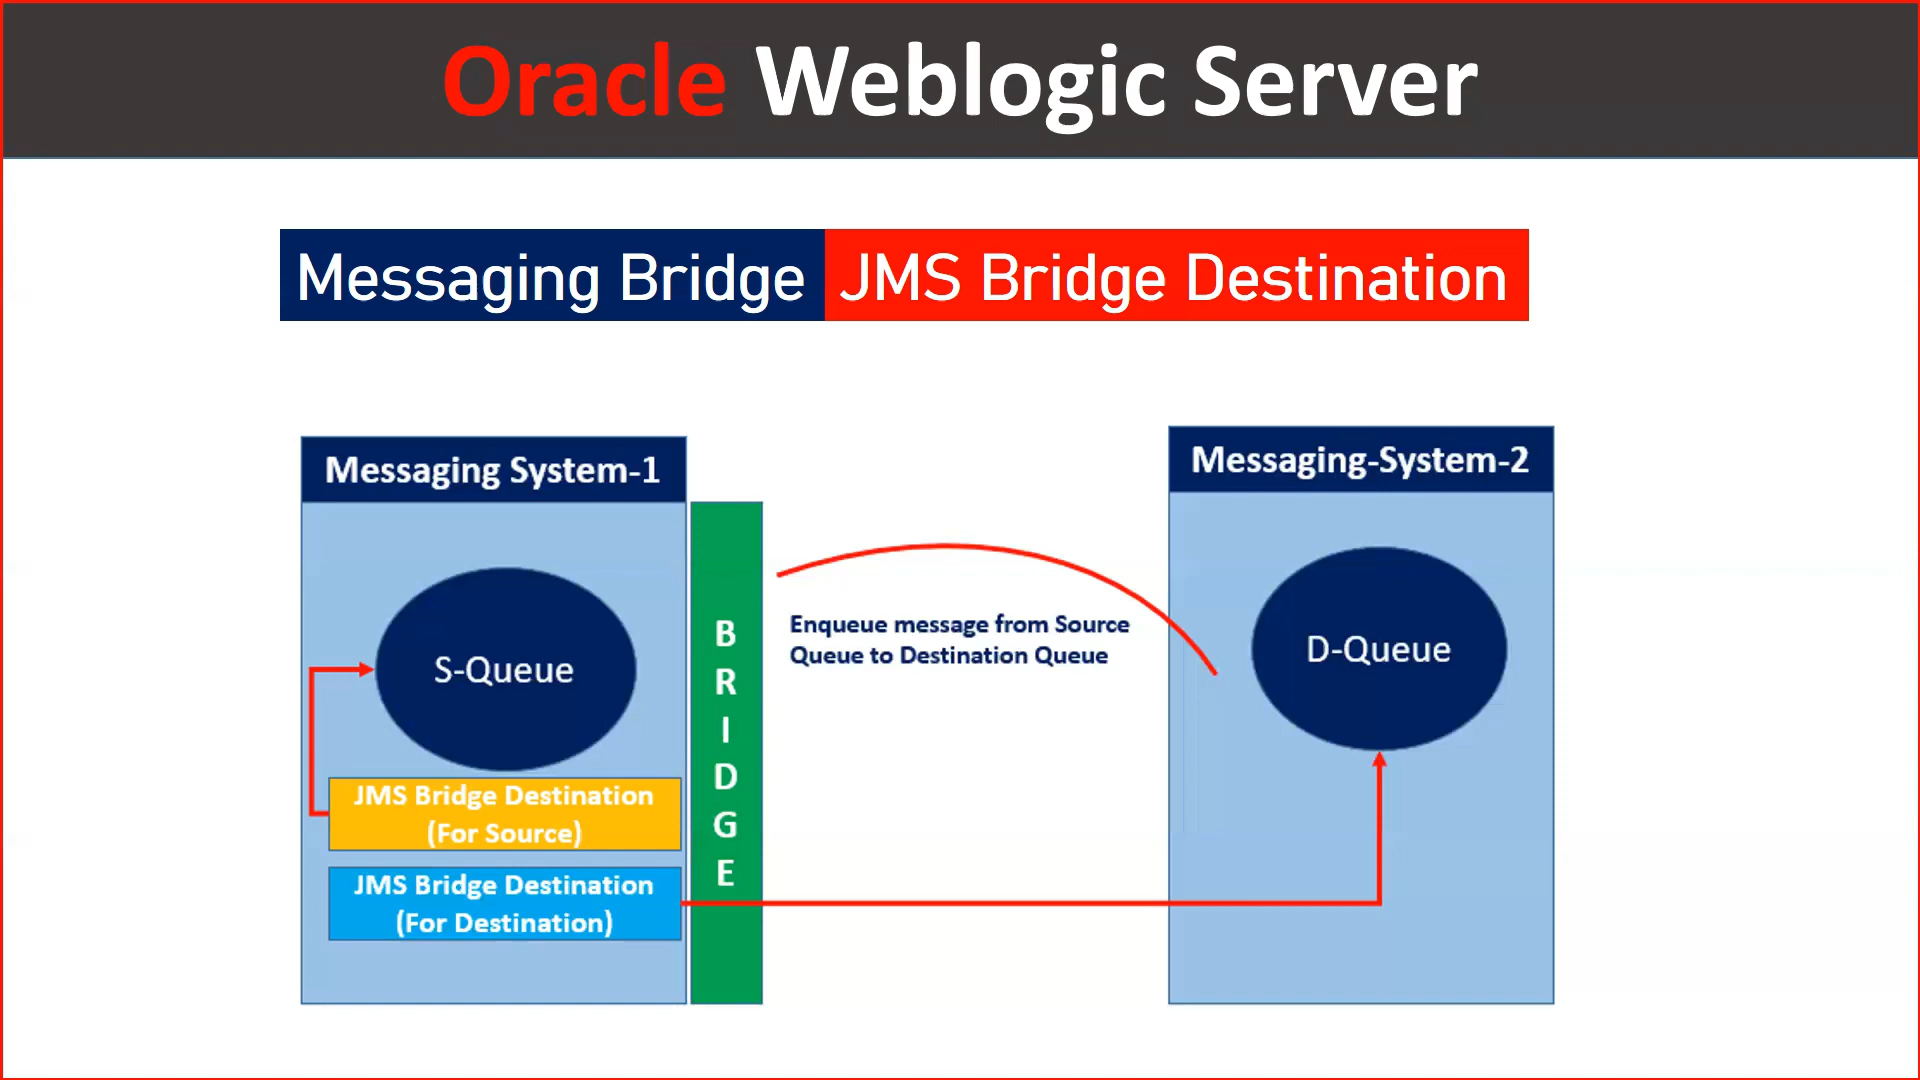 Oracle Weblogic Server
Messaging Bridge JMS Bridge Destination
Messaging System-1
S-Queue
JMS Bridge Destination
(For Source)
JMS Bridge Destination
(For Destination)
B
R
I
D
G
E
Enqueue message from Source
Queue to Destination Queue
Messaging-System-2
D-Queue